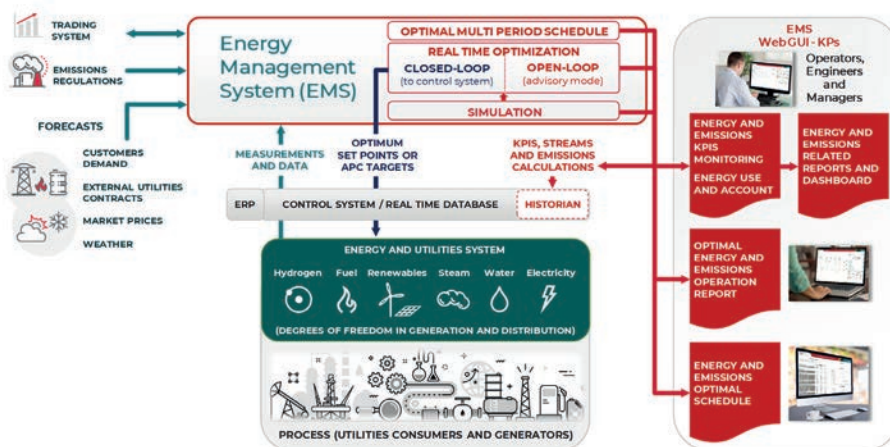 TRADING
SYSTEM
EMISSIONS
REGULATIONS
FORECASTS
CUSTOMERS
DEMAND
EXTERNAL UTILITIES
CONTRACTS
MARKET PRICES
WEATHER
Energy
Management
System (EMS)
OPTIMAL MULTI PERIOD SCHEDULE
REAL TIME OPTIMIZATION
CLOSED-LOOP
(to control system)
OPEN-LOOP
(advisory mode)
SIMULATION
MEASUREMENTS
AND DATA
OPTIMUM
SET POINTS OR
APC TARGETS
KPIS, STREAMS
AND EMISSIONS
CALCULATIONS
ERP
CONTROL SYSTEM / REAL TIME DATABASE
HISTORIAN
ENERGY AND UTILITIES SYSTEM
Hydrogen Fuel Renewables Steam Water Electricity
(DEGREES OF FREEDOM IN GENERATION AND DISTRIBUTION)
PROCESS (UTILITIES CONSUMERS AND GENERATORS)
EMS
WebGUI - KPs
Operators,
Engineers
and
Managers
ENERGY AND
EMISSIONS
KPIS
MONITORING
ENERGY USE
AND ACCOUNT
ENERGY AND
EMISSIONS
RELATED
REPORTS AND
DASHBOARD
OPTIMAL
ENERGY AND
EMISSIONS
OPERATION
REPORT
ENERGY AND
EMISSIONS
OPTIMAL
SCHEDULE